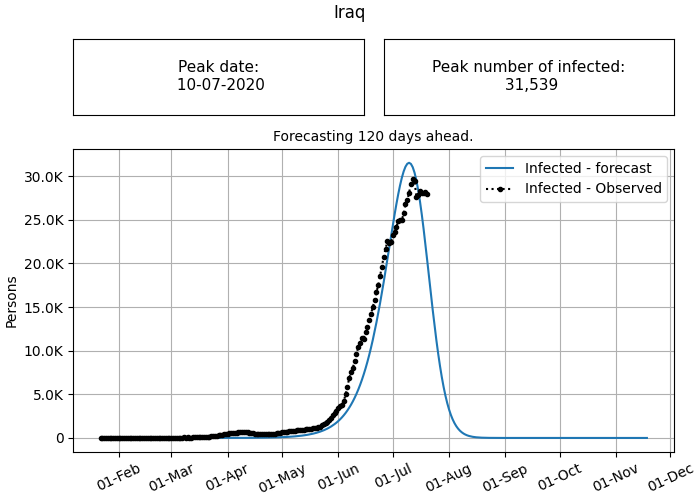 Iraq
Peak date:
10-07-2020
Peak number of infected:
31,539
Forecasting 120 days ahead.
Infected - forecast
Infected - Observed
Persons
30.0K
25.0K
20.0K
15.0K
10.0K
5.0K
0
01-Feb
01-Mar
01-Apr
01-May
01-Jun
01-Jul
01-Aug
01-Sep
01-Oct
01-Nov
01-Dec